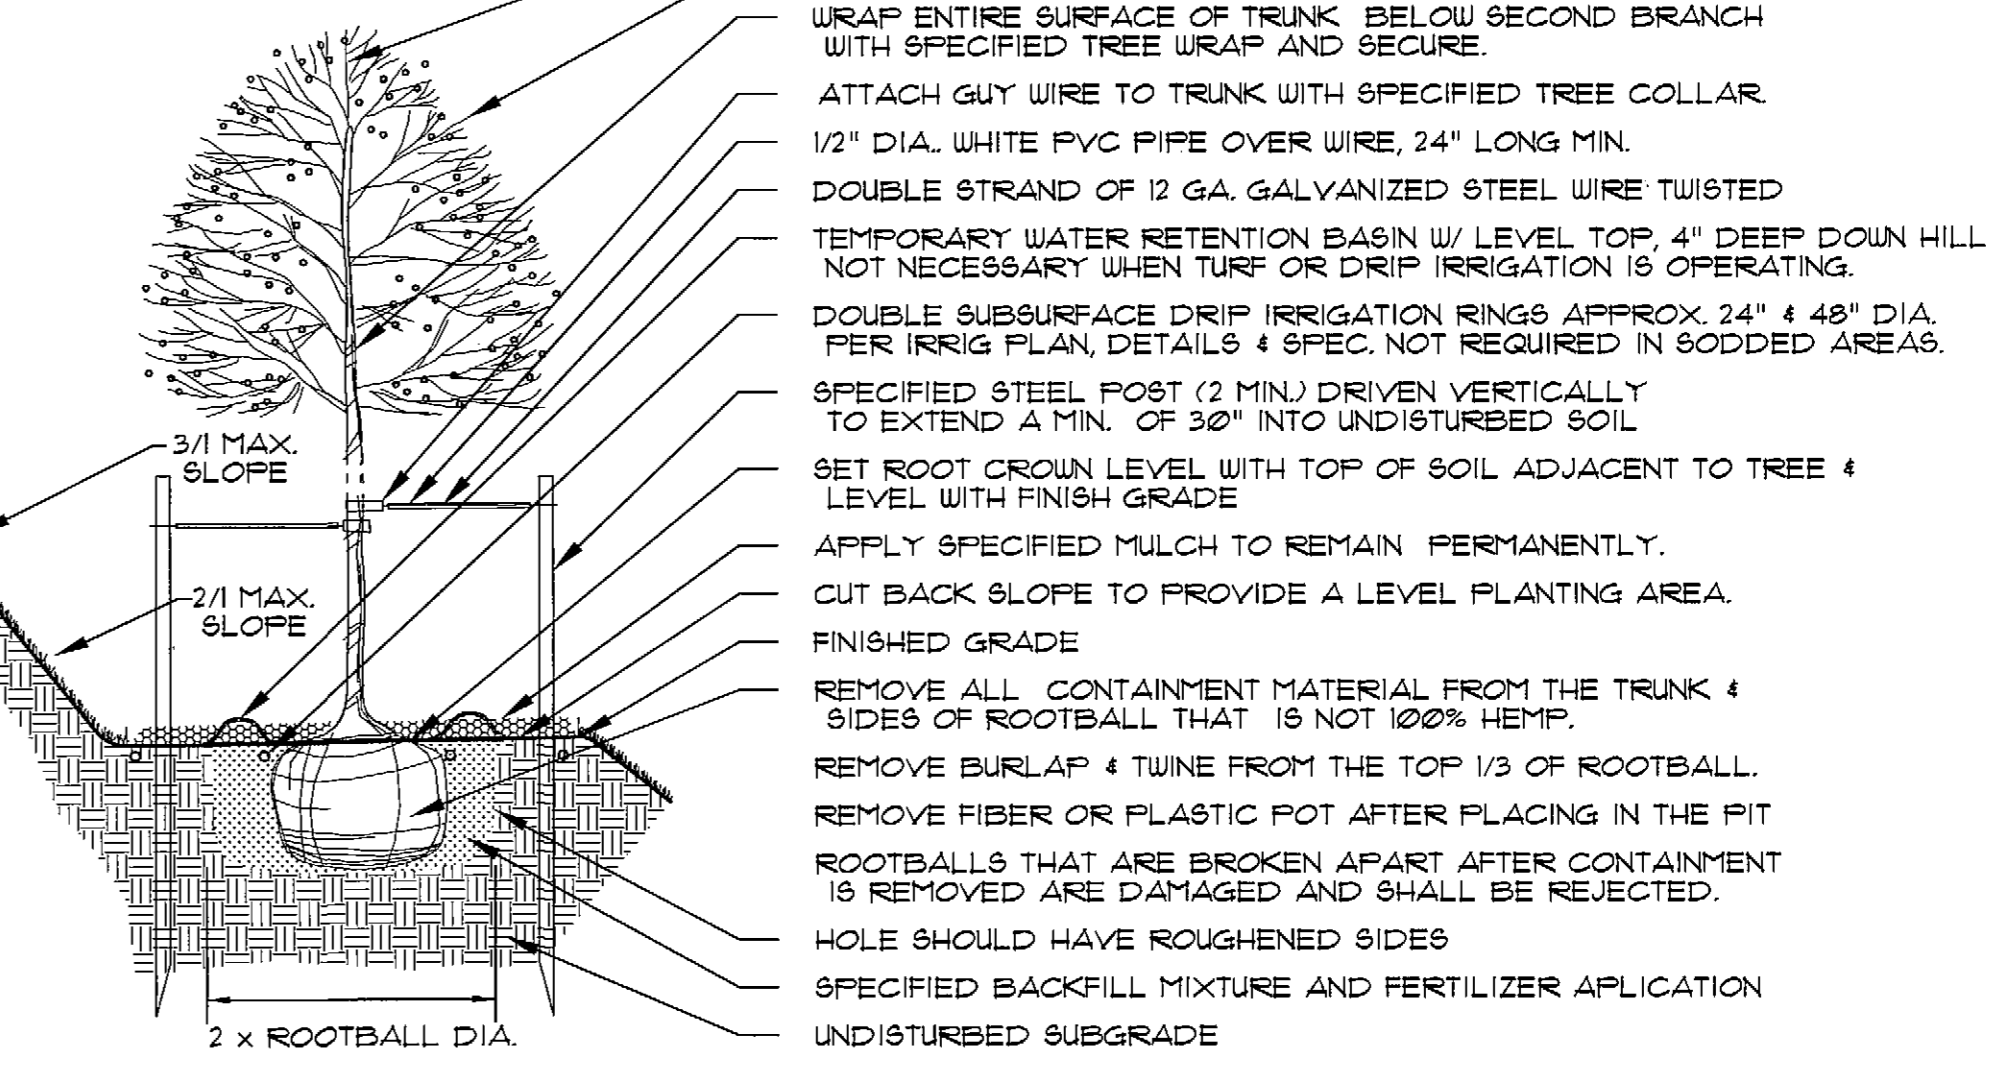 WRAP ENTIRE SURFACE OF TRUNK BELOW SECOND BRANCH
WITH SPECIFIED TREE WRAP AND SECURE.
ATTACH GUY WIRE TO TRUNK WITH SPECIFIED TREE COLLAR.
1/2" DIA.. WHITE PVC PIPE OVER WIRE, 24" LONG MIN.
DOUBLE STRAND OF 12 GA. GALVANIZED STEEL WIRE TWISTED
TEMPORARY WATER RETENTION BASIN W/ LEVEL TOP, 4" DEEP DOWN HILL
NOT NECESSARY WHEN TURF OR DRIP IRRIGATION IS OPERATING.
DOUBLE SUBSURFACE DRIP IRRIGATION RINGS APPROX. 24" & 48" DIA.
PER IRRIG PLAN, DETAILS & SPEC. NOT REQUIRED IN SODDED AREAS.
SPECIFIED STEEL POST (2 MIN.) DRIVEN VERTICALLY
TO EXTEND A MIN. OF 30" INTO UNDISTURBED SOIL
SET ROOT CROWN LEVEL WITH TOP OF SOIL ADJACENT TO TREE &
LEVEL WITH FINISH GRADE
APPLY SPECIFIED MULCH TO REMAIN PERMANENTLY.
CUT BACK SLOPE TO PROVIDE A LEVEL PLANTING AREA.
FINISHED GRADE
REMOVE ALL CONTAINMENT MATERIAL FROM THE TRUNK &
SIDES OF ROOTBALL THAT IS NOT 100% HEMP.
REMOVE BURLAP & TWINE FROM THE TOP 1/3 OF ROOTBALL.
REMOVE FIBER OR PLASTIC POT AFTER PLACING IN THE PIT
ROOTBALLS THAT ARE BROKEN APART AFTER CONTAINMENT
IS REMOVED ARE DAMAGED AND SHALL BE REJECTED.
HOLE SHOULD HAVE ROUGHENED SIDES
SPECIFIED BACKFILL MIXTURE AND FERTILIZER APLICATION
UNDISTURBED SUBGRADE
3/1 MAX.
SLOPE
2/1 MAX.
SLOPE
2 x ROOTBALL DIA.